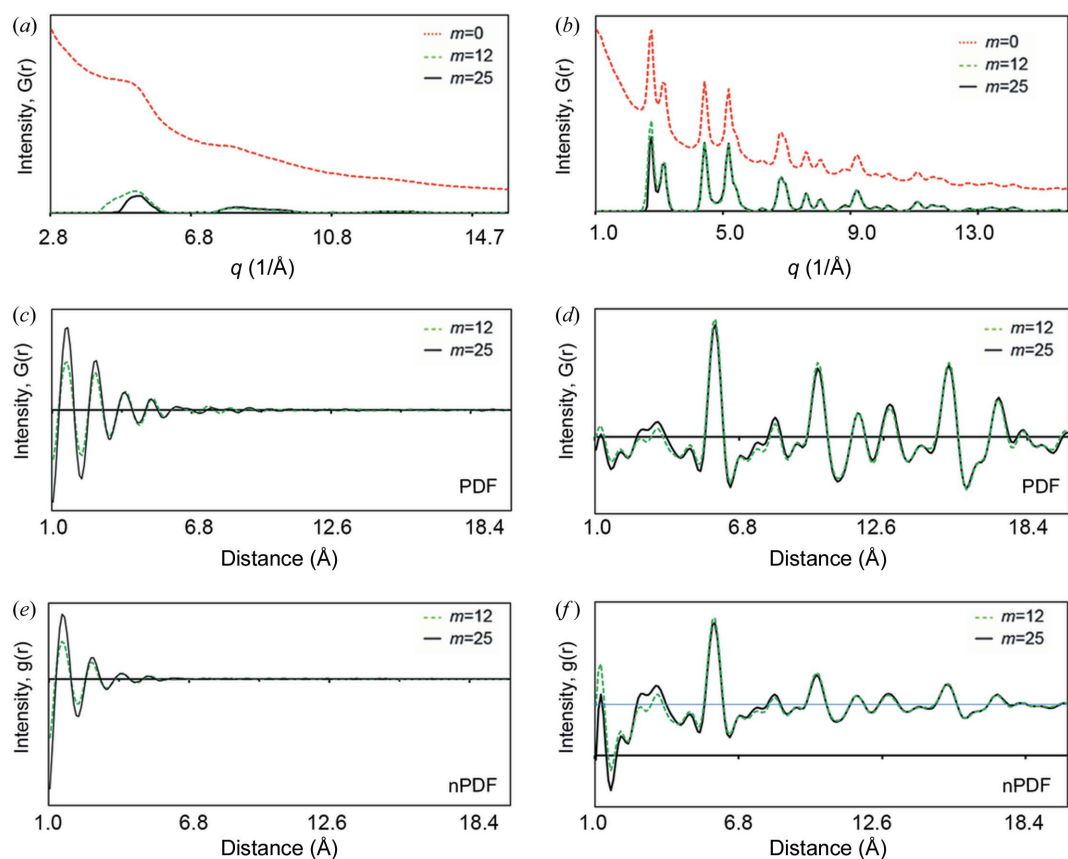 (a)
Intensity, G(r)
m=0
m=12
m=25
2.8 6.8 10.8 14.7
q (1/Å)
(b)
Intensity, G(r)
m=0
m=12
m=25
1.0 5.0 9.0 13.0
q (1/Å)
(c)
Intensity, G(r)
m=12
m=25
PDF
1.0 6.8 12.6 18.4
Distance (Å)
(d)
Intensity, G(r)
m=12
m=25
PDF
1.0 6.8 12.6 18.4
Distance (Å)
(e)
Intensity, g(r)
m=12
m=25
nPDF
1.0 6.8 12.6 18.4
Distance (Å)
(f)
Intensity, g(r)
m=12
m=25
nPDF
1.0 6.8 12.6 18.4
Distance (Å)